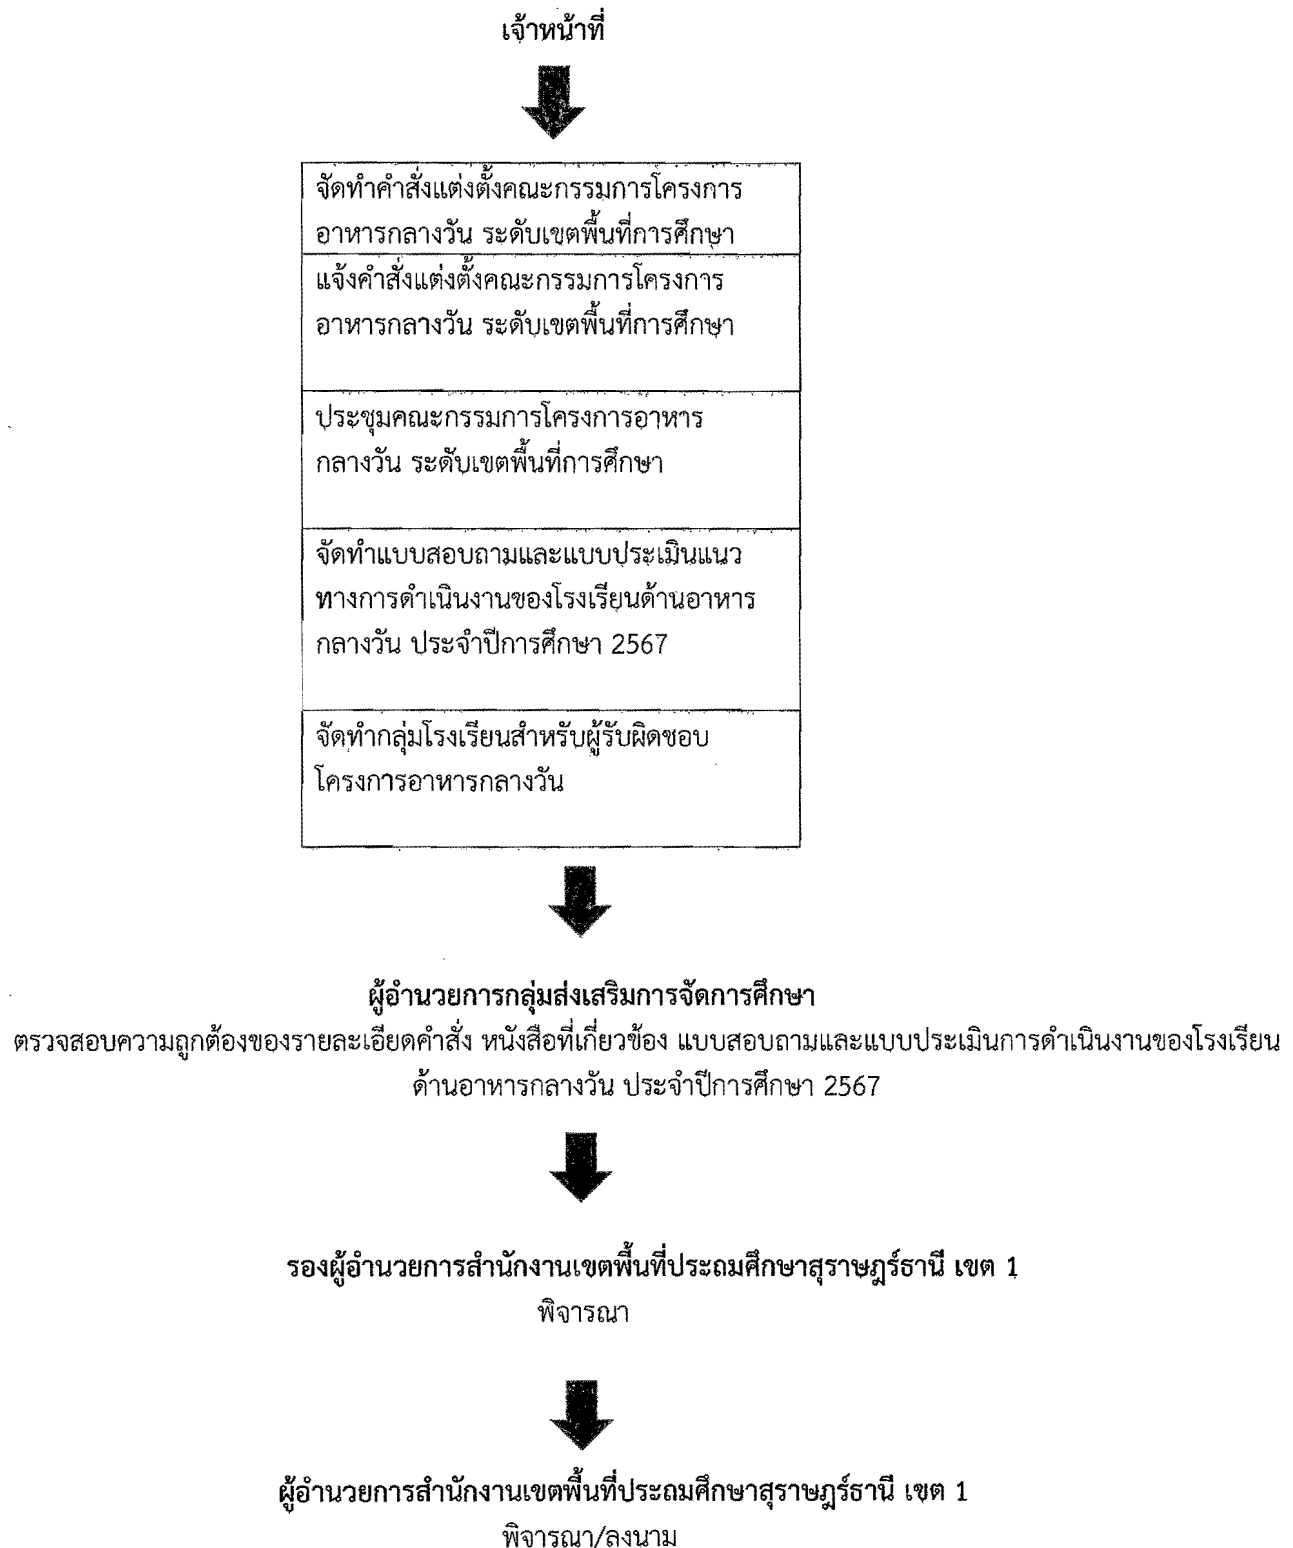 เจ้าหน้าที่
จัดทำคำสั่งแต่งตั้งคณะกรรมการโครงการ
อาหารกลางวัน ระดับเขตพื้นที่การศึกษา
แจ้งคำสั่งแต่งตั้งคณะกรรมการโครงการ
อาหารกลางวัน ระดับเขตพื้นที่การศึกษา
ประชุมคณะกรรมการโครงการอาหาร
กลางวัน ระดับเขตพื้นที่การศึกษา
จัดทำแบบสอบถามและแบบประเมินแนว
ทางการดำเนินงานของโรงเรียนด้านอาหาร
กลางวัน ประจำปีการศึกษา 2567
จัดทำกลุ่มโรงเรียนสำหรับผู้รับผิดชอบ
โครงการอาหารกลางวัน
ผู้อำนวยการกลุ่มส่งเสริมการจัดการศึกษา
ตรวจสอบความถูกต้องของรายละเอียดคำสั่ง หนังสือที่เกี่ยวข้อง แบบสอบถามและแบบประเมินการดำเนินงานของโรงเรียน
ด้านอาหารกลางวัน ประจำปีการศึกษา 2567
รองผู้อำนวยการสำนักงานเขตพื้นที่ประถมศึกษาสุราษฎร์ธานี เขต 1
พิจารณา
ผู้อำนวยการสำนักงานเขตพื้นที่ประถมศึกษาสุราษฎร์ธานี เขต 1
พิจารณา/ลงนาม